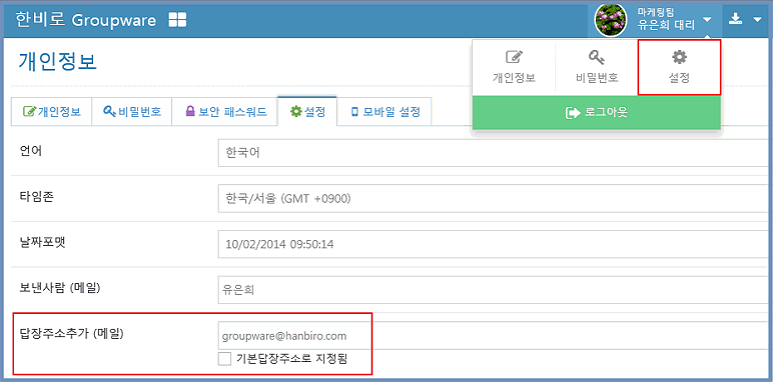 한비로 Groupware
마케팅팀
유은희 대리
개인정보
개인정보 비밀번호 설정
로그아웃
개인정보 비밀번호 보안 패스워드 설정 모바일 설정
언어 한국어
타임존 한국/서울 (GMT +0900)
날짜포맷 10/02/2014 09:50:14
보낸사람 (메일) 유은희
답장주소추가 (메일) groupware@hanbiro.com
기본답장주소로 지정됨